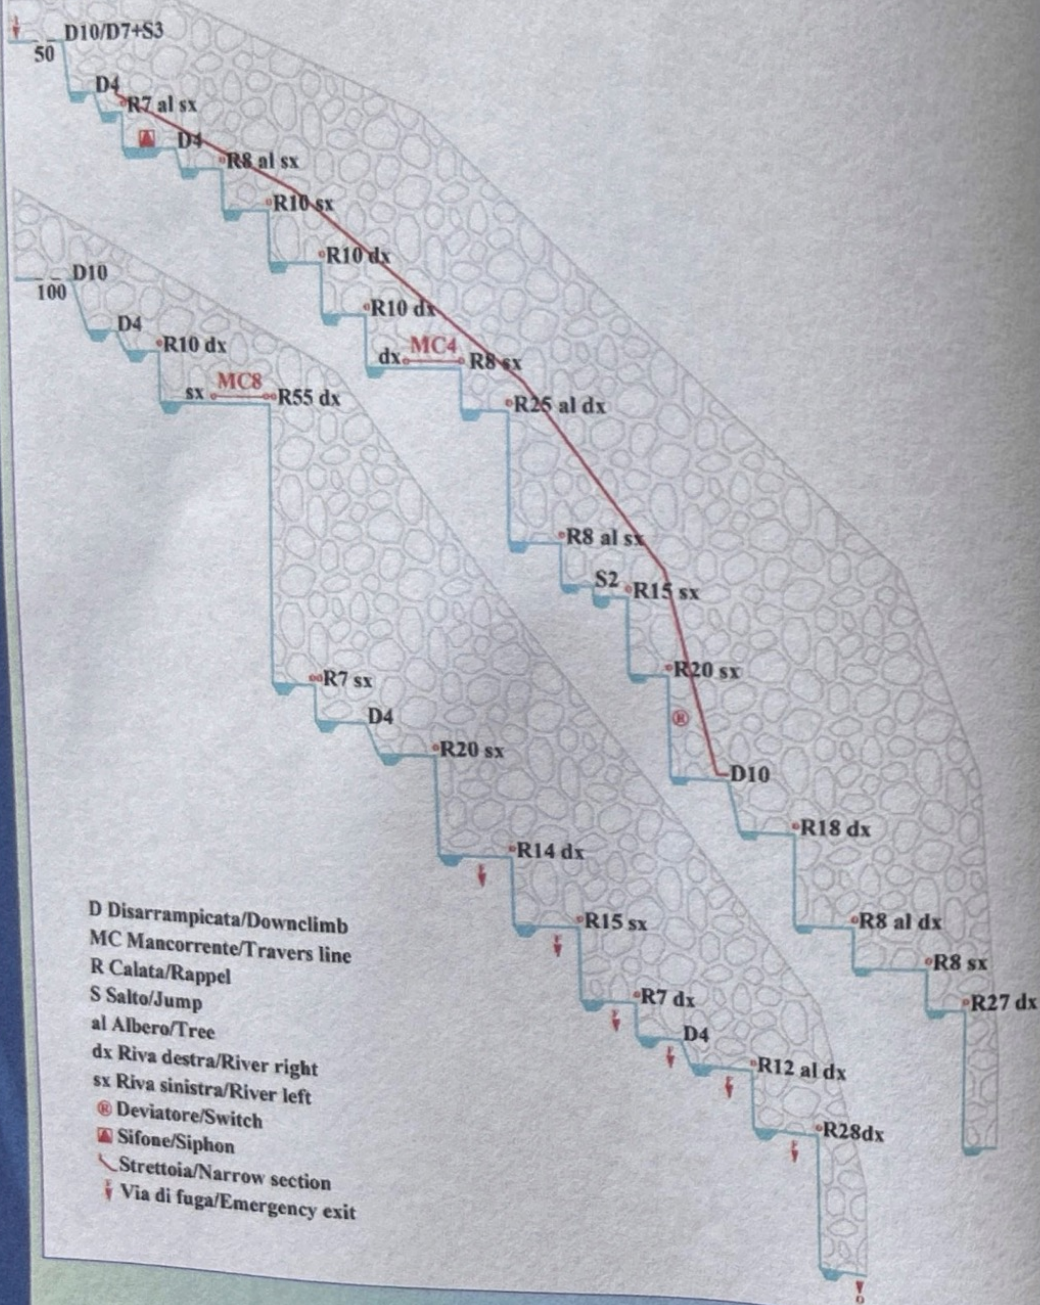 D10/D7+S3
50
D4
R7 al sx
D4
R8 al sx
R10 sx
R10 dx
R10 dx
dx MC4 R8 sx
R25 al dx
R8 al sx
S2 R15 sx
R20 sx
®
D10
R18 dx
R8 al dx
R8 sx
R27 dx
D10
100
D4
R10 dx
sx MC8 R55 dx
R7 sx
D4
R20 sx
R14 dx
R15 sx
R7 dx
D4
R12 al dx
R28dx
D Disarrampicata/Downclimb
MC Mancorrente/Travers line
R Calata/Rappel
S Salto/Jump
al Albero/Tree
dx Riva destra/River right
sx Riva sinistra/River left
® Deviatore/Switch
Sifone/Siphon
Strettoia/Narrow section
Via di fuga/Emergency exit